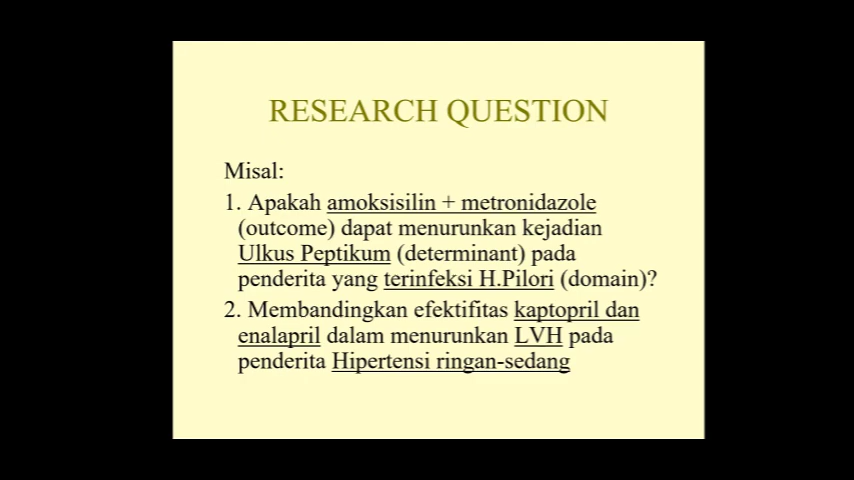 RESEARCH QUESTION
Misal:
1. Apakah amoksisilin + metronidazole
(outcome) dapat menurunkan kejadian
Ulkus Peptikum (determinant) pada
penderita yang terinfeksi H.Pilori (domain)?
2. Membandingkan efektifitas kaptopril dan
enalapril dalam menurunkan LVH pada
penderita Hipertensi ringan-sedang